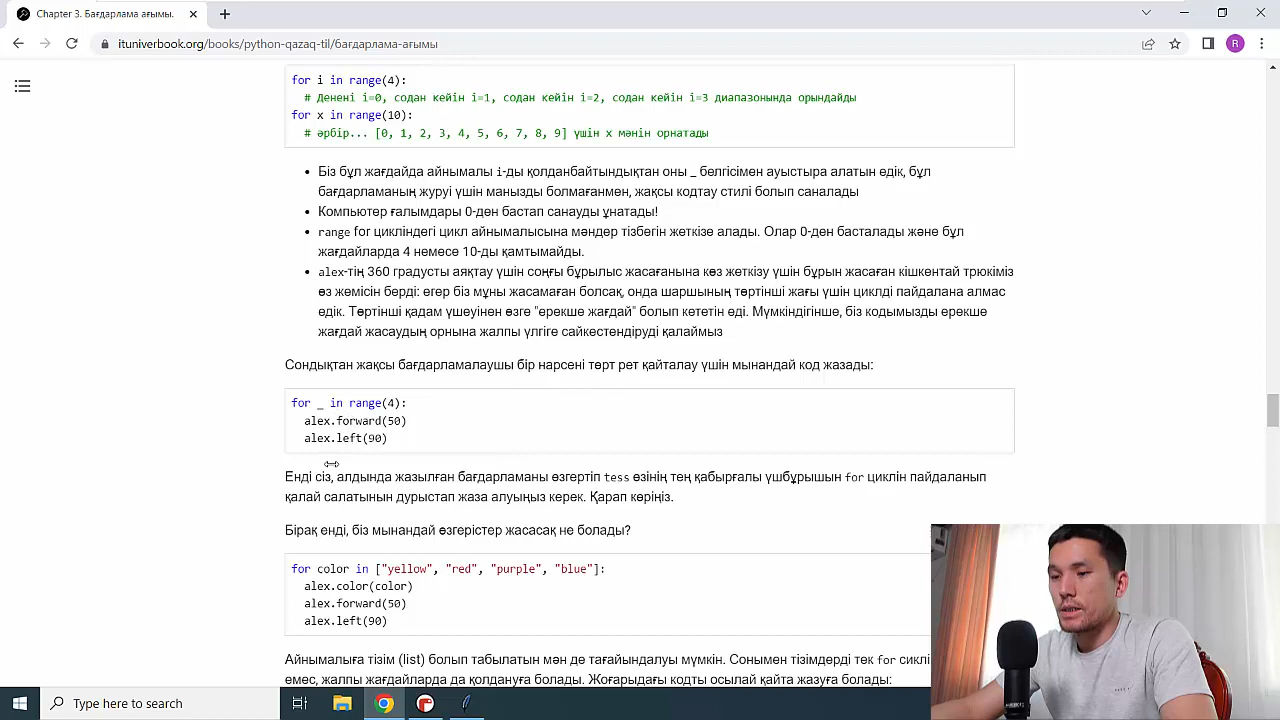 Chapter 3. Бағдарлама ағымы.
ituniverbook.org/books/python-qazaq-til/бағдарлама-ағымы
R
for i in range(4):
# Денені i=0, содан кейін i=1, содан кейін i=2, содан кейін i=3 диапазонында орындайды
for x in range(10):
# әрбір... [0, 1, 2, 3, 4, 5, 6, 7, 8, 9] үшін x мәнін орнатады
Біз бұл жағдайда айнымалы i-ды қолданбайтындықтан оны _ белгісімен ауыстыра алатын едік, бұл
бағдарламаның журуі үшін манызды болмағанмен, жақсы кодтау стилі болып саналады
Компьютер ғалымдары 0-ден бастап санауды ұнатады!
range for цикліндегі цикл айнымалысына мәндер тізбегін жеткізе алады. Олар 0-ден басталады және бұл
жағдайларда 4 немесе 10-ды қамтымайды.
alex-тің 360 градусты аяқтау үшін соңғы бұрылыс жасағанына көз жеткізу үшін бұрын жасаған кішкентай трюкіміз
өз жемісін берді: егер біз мұны жасамаған болсақ, онда шаршының төртінші жағы үшін циклді пайдалана алмас
едік. Төртінші қадам үшеуінен өзге "ерекше жағдай" болып кететін еді. Мүмкіндігінше, біз кодымызды ерекше
жағдай жасаудың орнына жалпы үлгіге сәйкестендіруді қалаймыз
Сондықтан жақсы бағдарламалаушы бір нәрсені төрт рет қайталау үшін мынандай код жазады:
for _ in range(4):
alex.forward(50)
alex.left(90)
Енді сіз, алдында жазылған бағдарламаны өзгертіп tess өзінің тең қабырғалы үшбұрышын for циклін пайдаланып
қалай салатынын дұрыстап жаза алуыңыз керек. Қарап көріңіз.
Бірақ енді, біз мынандай өзгерістер жасасақ не болады?
for color in ["yellow", "red", "purple", "blue"]:
alex.color(color)
alex.forward(50)
alex.left(90)
Айнымалыға тізім (list) болып табылатын мән де тағайындалуы мүмкін. Сонымен тізімдерді тек for
емес жалпы жағдайларда да қолдануға болады. Жоғарыдағы кодты осылай қайта жазуға болады:
Type here to search